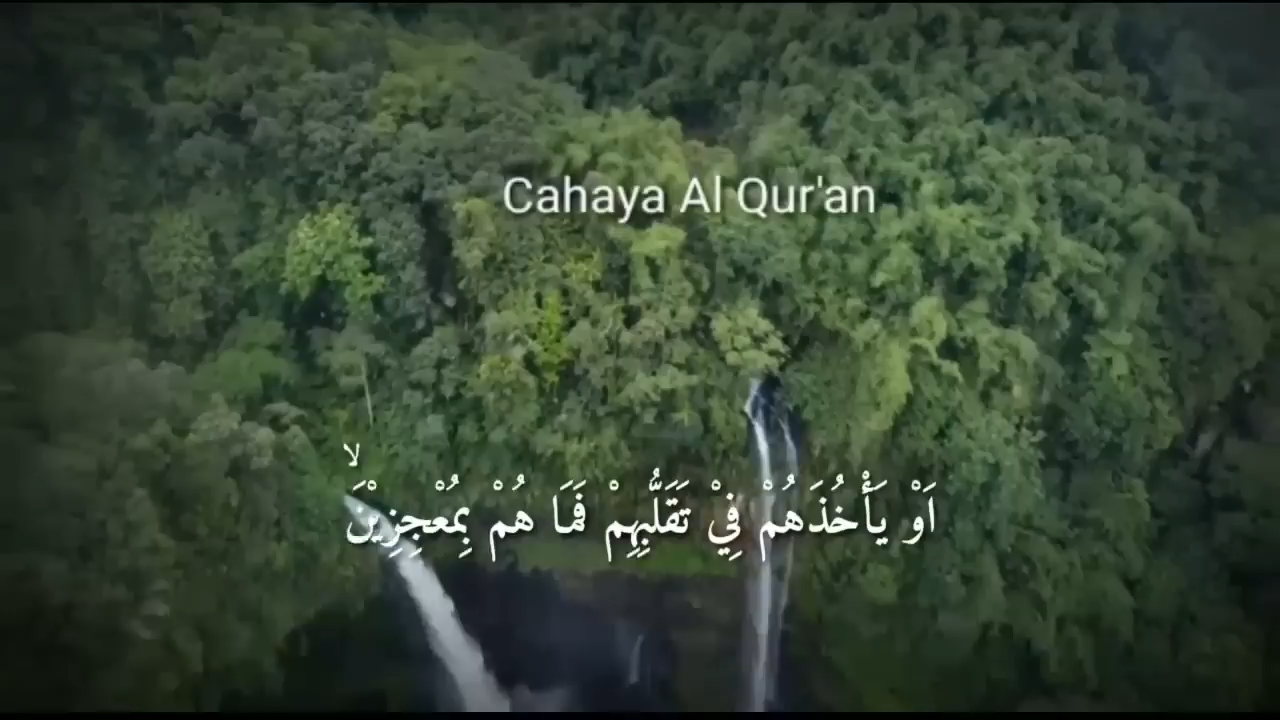 Cahaya Al Qur'an
اَوْ يَأْخُذَهُمْ فِيْ تَقَلُّبِهِمْ فَمَا هُمْ بِمُعْجِزِيْنَۙ